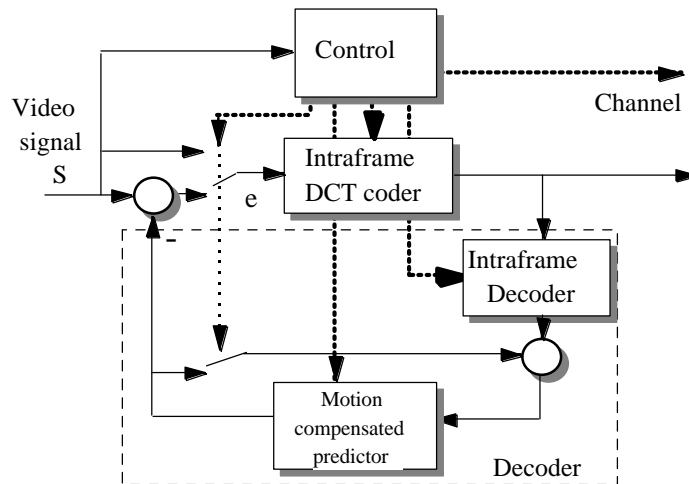 Control
Channel
Video
signal
S
Intraframe
DCT coder
e
-
Intraframe
Decoder
Motion
compensated
predictor
Decoder